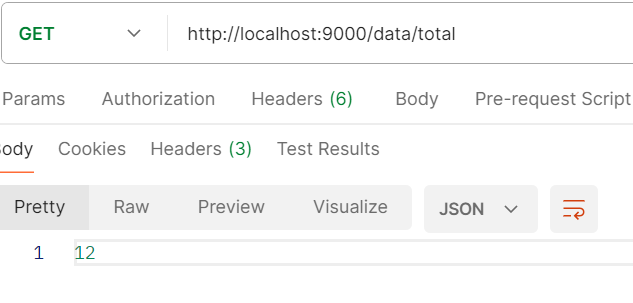 GET http://localhost:9000/data/total
Params Authorization Headers (6) Body Pre-request Script
Body Cookies Headers (3) Test Results
Pretty Raw Preview Visualize JSON
1 12